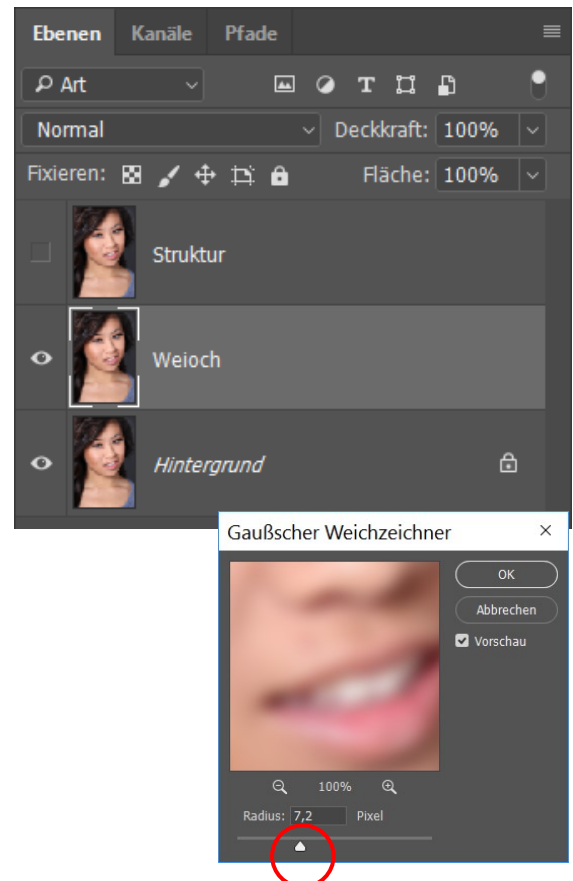 Ebenen Kanäle Pfade
Art T
Normal Deckkraft: 100%
Fixieren: Fläche: 100%
Struktur
Weioch
Hintergrund
Gaußscher Weichzeichner
OK
Abbrechen
Vorschau
100%
Radius: 7,2 Pixel